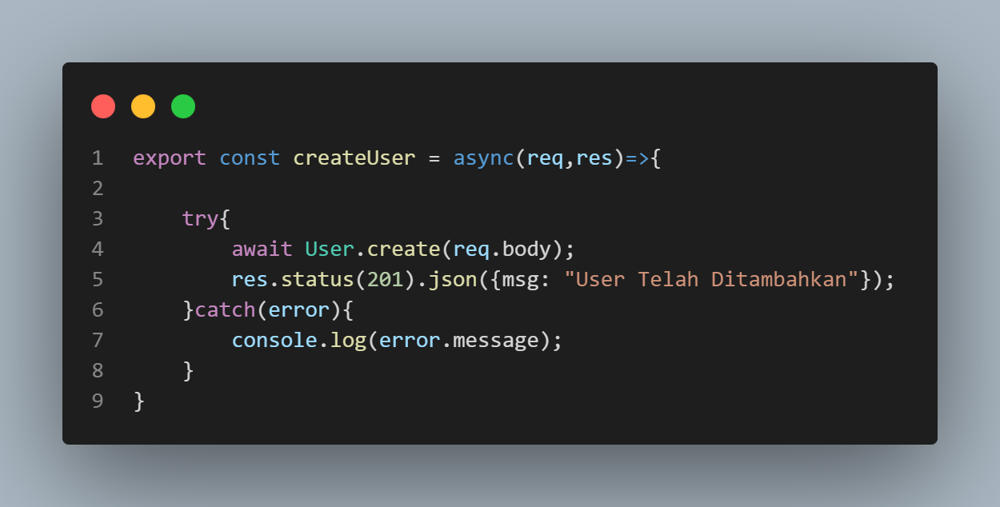 1 export const createUser = async(req,res)=>{
2
3     try{
4         await User.create(req.body);
5         res.status(201).json({msg: "User Telah Ditambahkan"});
6     }catch(error){
7         console.log(error.message);
8     }
9 }